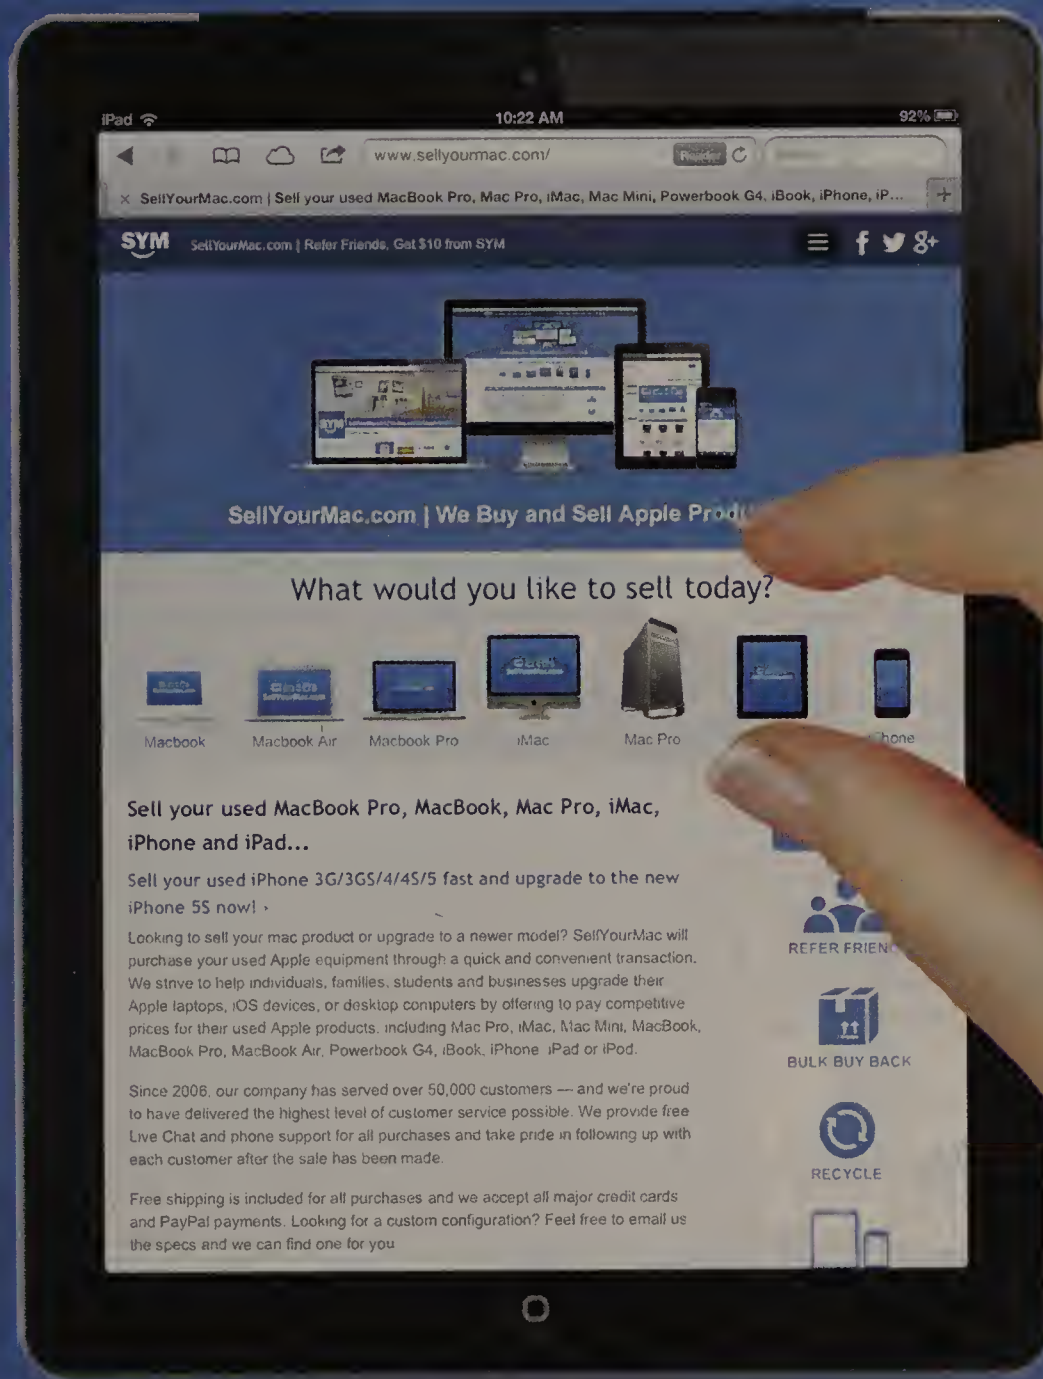 iPad
10:22 AM
92%
www.sellyourmac.com/
Reader
× SellYourMac.com | Sell your used MacBook Pro, Mac Pro, iMac, Mac Mini, Powerbook G4, iBook, iPhone, iP...
SYM
SellYourMac.com | Refer Friends, Get $10 from SYM
f
g+
SYM
SellYourMac.com | We Buy and Sell Apple
What would you like to sell today?
SellYourMac.com
Macbook
Macbook Air
Macbook Pro
iMac
Mac Pro
Sell your used MacBook Pro, MacBook, Mac Pro, iMac,
iPhone and iPad...
Sell your used iPhone 3G/3GS/4/4S/5 fast and upgrade to the new
iPhone 5S now! ›
Looking to sell your mac product or upgrade to a newer model? SellYourMac will
purchase your used Apple equipment through a quick and convenient transaction.
We strive to help individuals, families, students and businesses upgrade their
Apple laptops, iOS devices, or desktop computers by offering to pay competitive
prices for their used Apple products, including Mac Pro, iMac, Mac Mini, MacBook,
MacBook Pro, MacBook Air, Powerbook G4, iBook, iPhone iPad or iPod.
Since 2006, our company has served over 50,000 customers — and we're proud
to have delivered the highest level of customer service possible. We provide free
Live Chat and phone support for all purchases and take pride in following up with
each customer after the sale has been made.
Free shipping is included for all purchases and we accept all major credit cards
and PayPal payments. Looking for a custom configuration? Feel free to email us
the specs and we can find one for you
REFER
BULK BUY BACK
RECYCLE